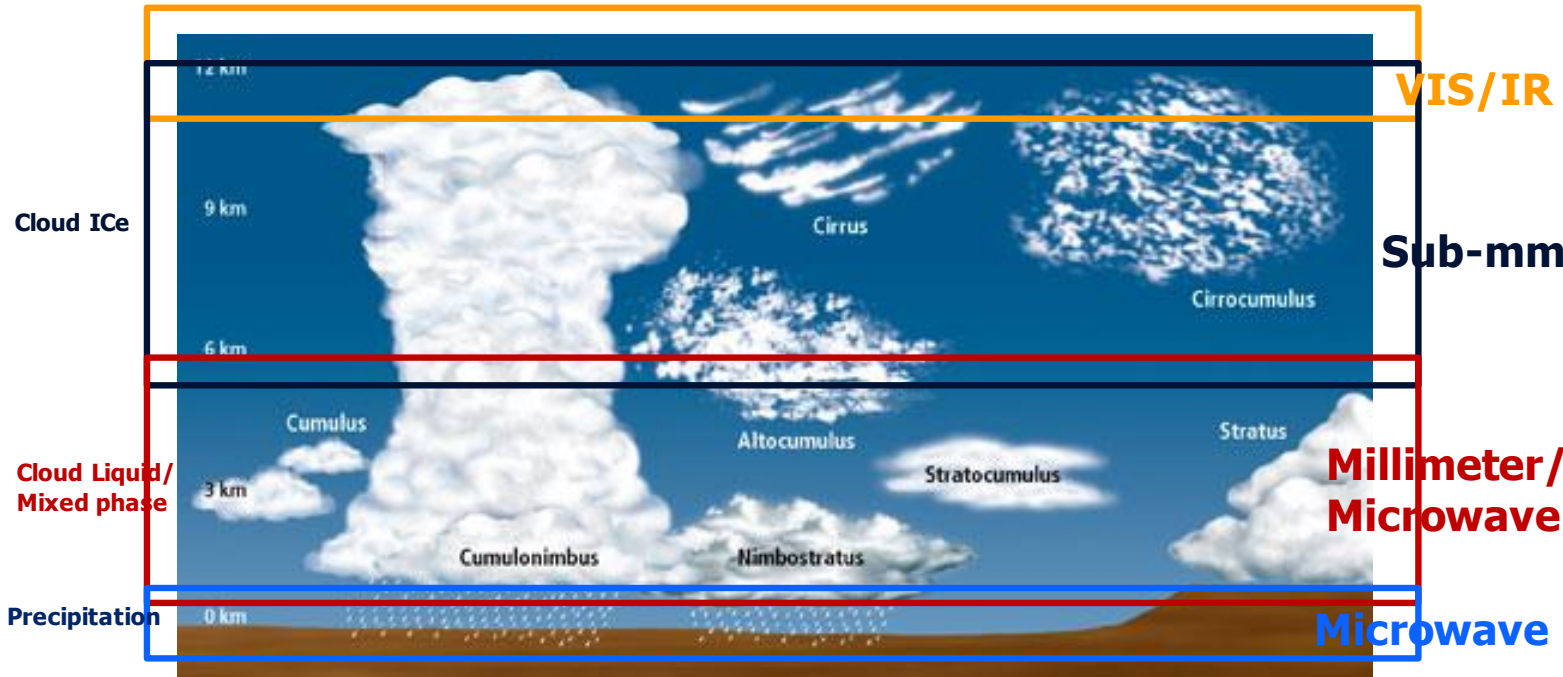 12 km
VIS/IR
9 km
Cloud ICe
Cirrus
Sub-mm
Cirrocumulus
6 km
Cumulus
Altocumulus
Stratus
Cloud Liquid/
Mixed phase
3 km
Stratocumulus
Millimeter/
Microwave
Cumulonimbus
Nimbostratus
Precipitation
0 km
Microwave